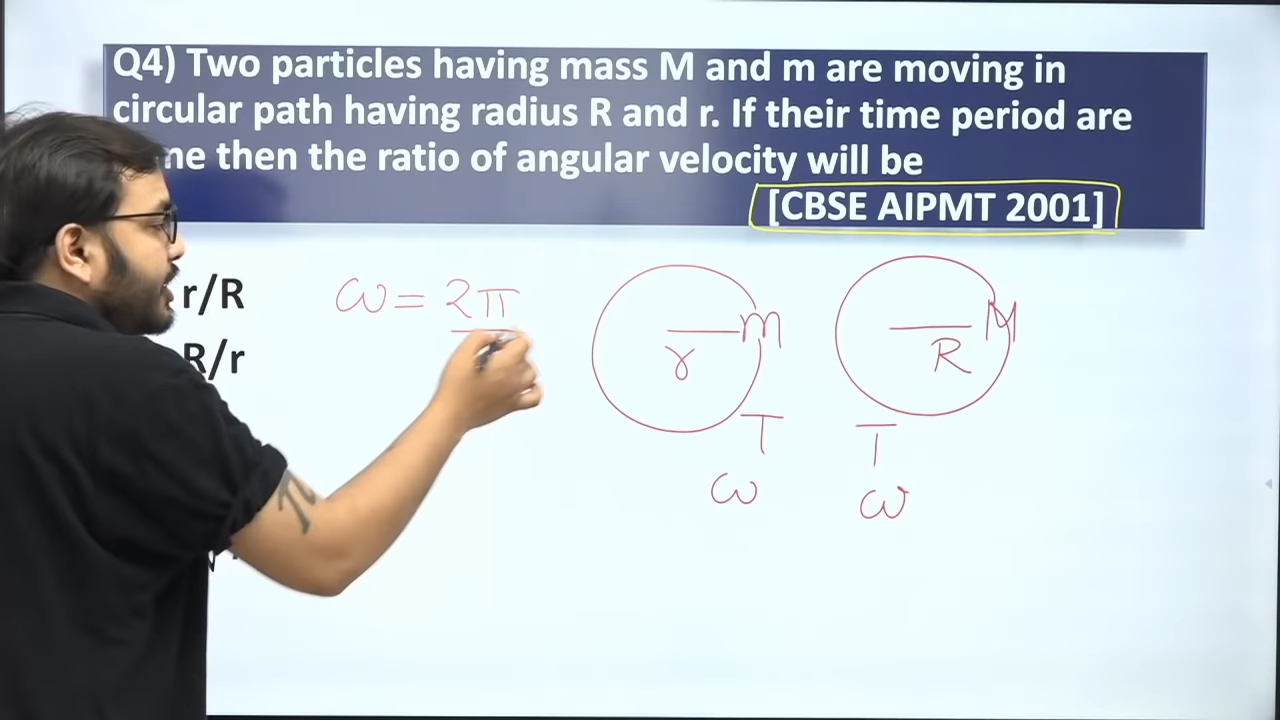 Q4) Two particles having mass M and m are moving in
circular path having radius R and r. If their time period are
me then the ratio of angular velocity will be
[CBSE AIPMT 2001]
r/R
R/r
ω = 2π
m
r
T
ω
M
R
T
ω
π